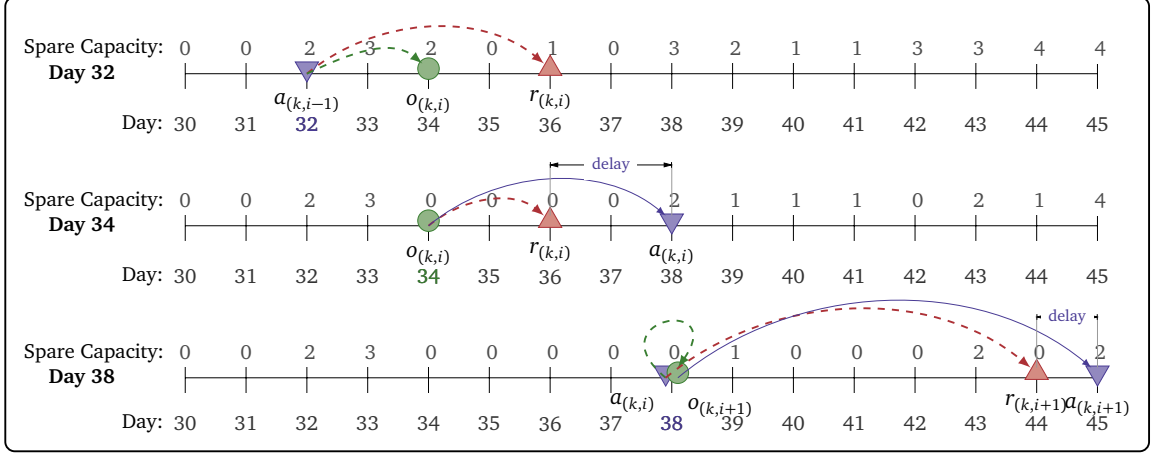 Spare Capacity: 0 0 2 3 2 0 1 0 3 2 1 1 3 3 4 4
Day 32
a(k,i−1) o(k,i) r(k,i)
Day: 30 31 32 33 34 35 36 37 38 39 40 41 42 43 44 45
delay
Spare Capacity: 0 0 2 3 0 0 0 0 2 1 1 1 0 2 1 4
Day 34
o(k,i) r(k,i) a(k,i)
Day: 30 31 32 33 34 35 36 37 38 39 40 41 42 43 44 45
delay
Spare Capacity: 0 0 2 3 0 0 0 0 0 1 0 0 0 2 0 2
Day 38
a(k,i) o(k,i+1) r(k,i+1) a(k,i+1)
Day: 30 31 32 33 34 35 36 37 38 39 40 41 42 43 44 45